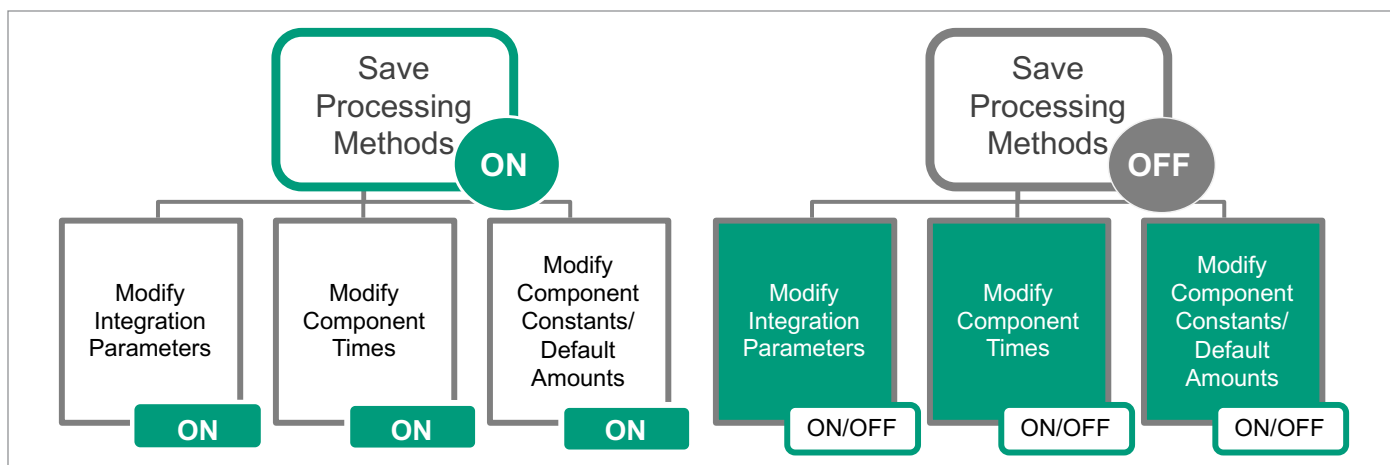 Save
Processing
Methods
ON
Modify
Integration
Parameters
ON
Modify
Component
Times
ON
Modify
Component
Constants/
Default
Amounts
ON
Save
Processing
Methods
OFF
Modify
Integration
Parameters
ON/OFF
Modify
Component
Times
ON/OFF
Modify
Component
Constants/
Default
Amounts
ON/OFF